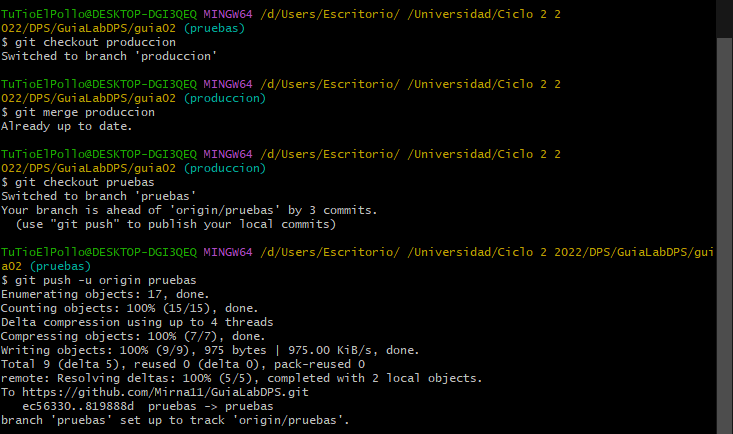 TuTioElPollo@DESKTOP-DGI3QEQ MINGW64 /d/Users/Escritorio/ /Universidad/Ciclo 2 2
022/DPS/GuiaLabDPS/guia02 (pruebas)
$ git checkout produccion
Switched to branch 'produccion'
TuTioElPollo@DESKTOP-DGI3QEQ MINGW64 /d/Users/Escritorio/ /Universidad/Ciclo 2 2
022/DPS/GuiaLabDPS/guia02 (produccion)
$ git merge produccion
Already up to date.
TuTioElPollo@DESKTOP-DGI3QEQ MINGW64 /d/Users/Escritorio/ /Universidad/Ciclo 2 2
022/DPS/GuiaLabDPS/guia02 (produccion)
$ git checkout pruebas
Switched to branch 'pruebas'
Your branch is ahead of 'origin/pruebas' by 3 commits.
  (use "git push" to publish your local commits)
TuTioElPollo@DESKTOP-DGI3QEQ MINGW64 /d/Users/Escritorio/ /Universidad/Ciclo 2 2022/DPS/GuiaLabDPS/gui
a02 (pruebas)
$ git push -u origin pruebas
Enumerating objects: 17, done.
Counting objects: 100% (15/15), done.
Delta compression using up to 4 threads
Compressing objects: 100% (7/7), done.
Writing objects: 100% (9/9), 975 bytes | 975.00 KiB/s, done.
Total 9 (delta 5), reused 0 (delta 0), pack-reused 0
remote: Resolving deltas: 100% (5/5), completed with 2 local objects.
To https://github.com/Mirna11/GuiaLabDPS.git
   ec56330..819888d  pruebas -> pruebas
branch 'pruebas' set up to track 'origin/pruebas'.